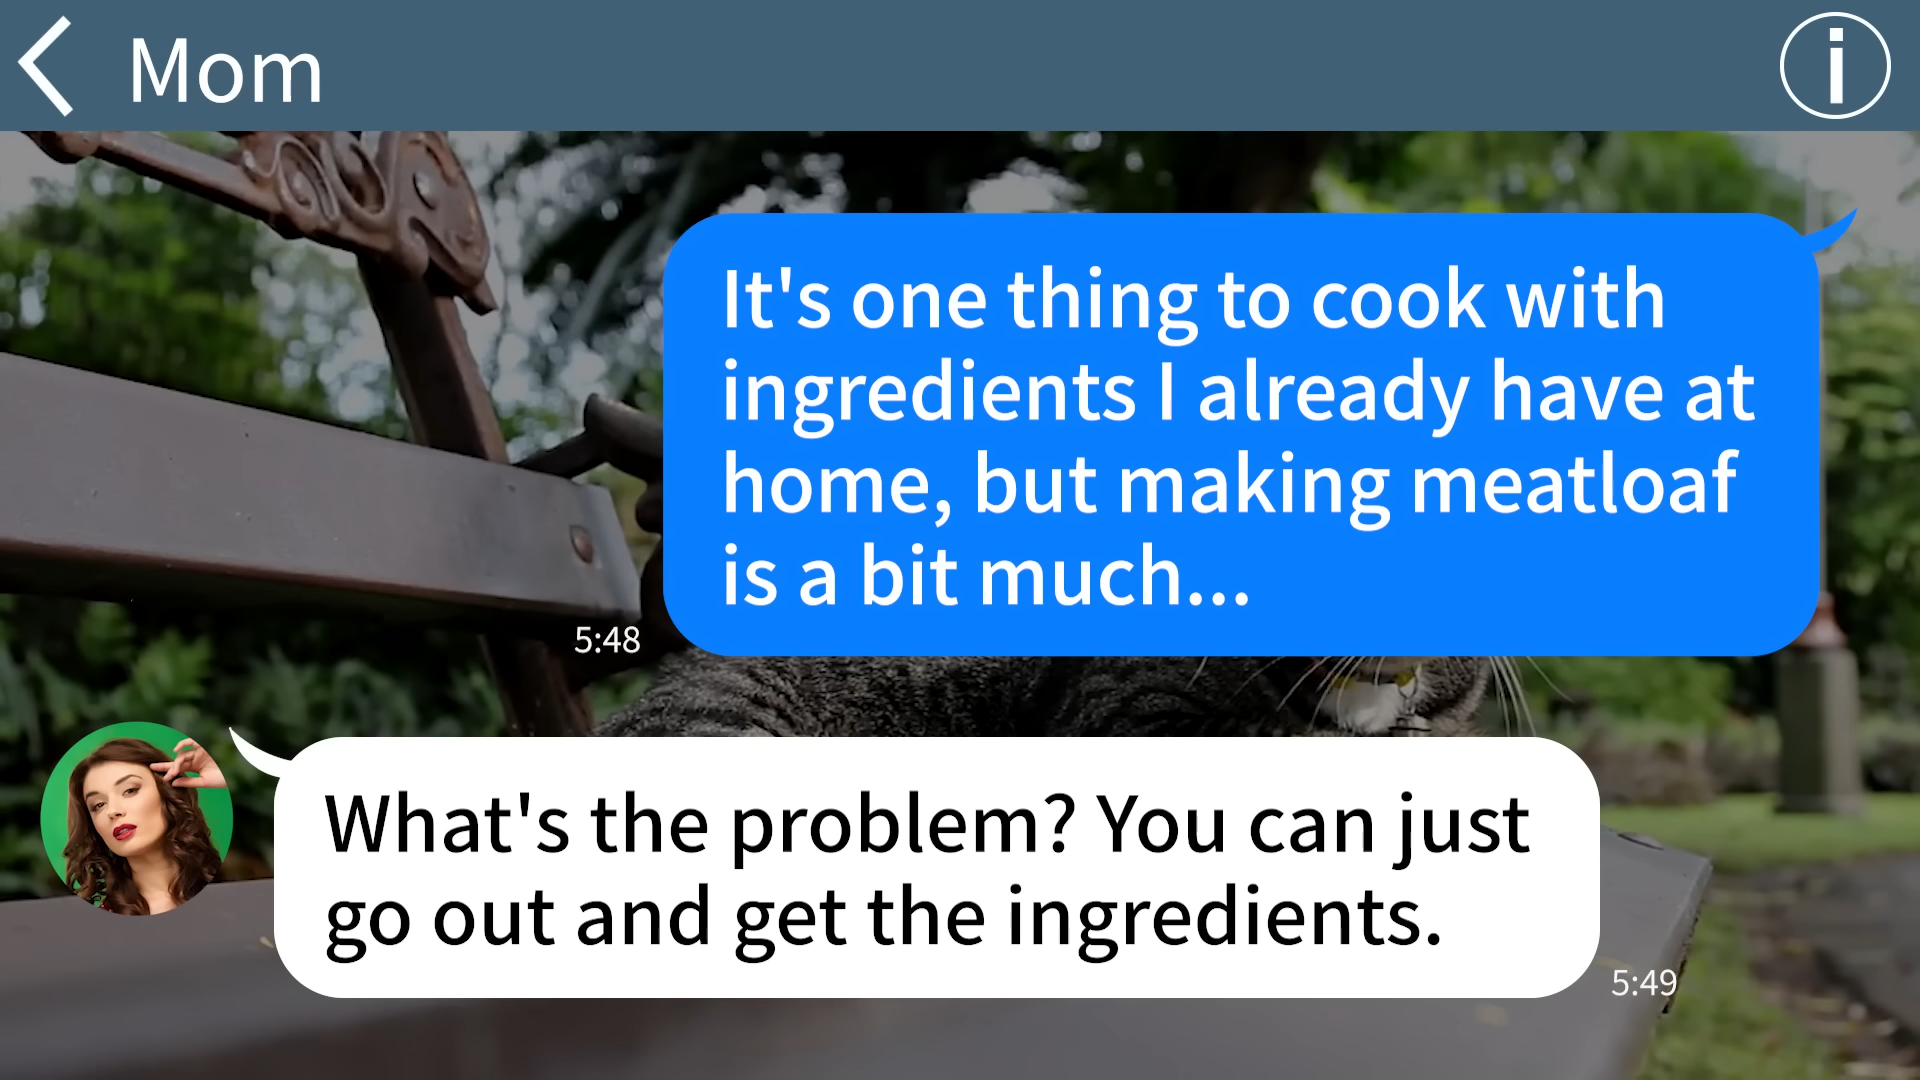 Mom
It's one thing to cook with
ingredients I already have at
home, but making meatloaf
is a bit much...
5:48
What's the problem? You can just
go out and get the ingredients.
5:49